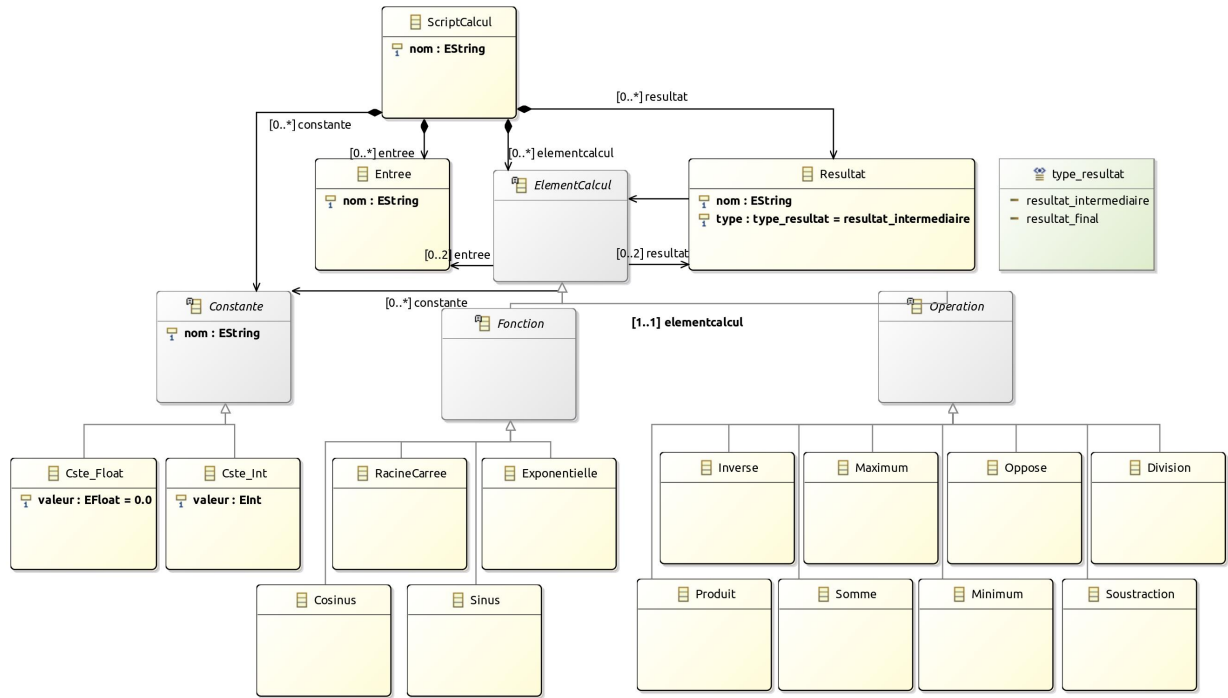 ScriptCalcul
nom : EString
[0..*] resultat
[0..*] constante
[0..*] entree
[0..*] elementcalcul
Entree
nom : EString
ElementCalcul
Resultat
nom : EString
type : type_resultat = resultat_intermediaire
type_resultat
resultat_intermediaire
resultat_final
[0..2] entree
[0..2] resultat
[0..*] constante
[1..1] elementcalcul
Constante
nom : EString
Fonction
Operation
Cste_Float
valeur : EFloat = 0.0
Cste_Int
valeur : EInt
RacineCarree
Exponentielle
Inverse
Maximum
Oppose
Division
Cosinus
Sinus
Produit
Somme
Minimum
Soustraction